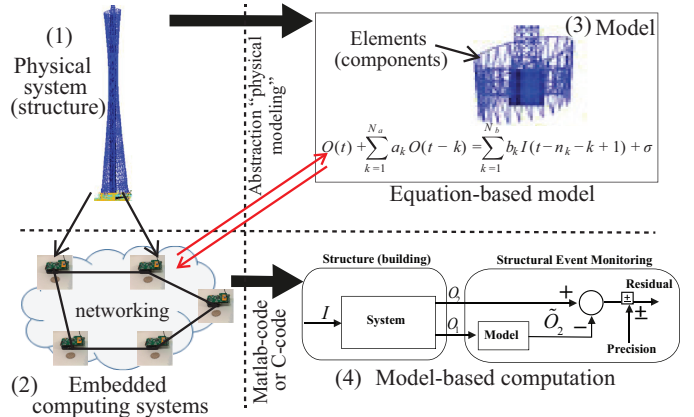 (1)
Physical
system
(structure)
Abstraction “physical
modeling”
(3) Model
Elements
(components)
O(t) + ∑_{k=1}^{N_a} a_k O(t − k) = ∑_{k=1}^{N_b} b_k I(t − n_k − k + 1) + σ
Equation-based model
networking
(2) Embedded
computing systems
Matlab-code
or C-code
Structure (building)
Structural Event Monitoring
I
System
O_2
O_1
Model
Õ_2
+
−
±
±
Residual
Precision
(4) Model-based computation